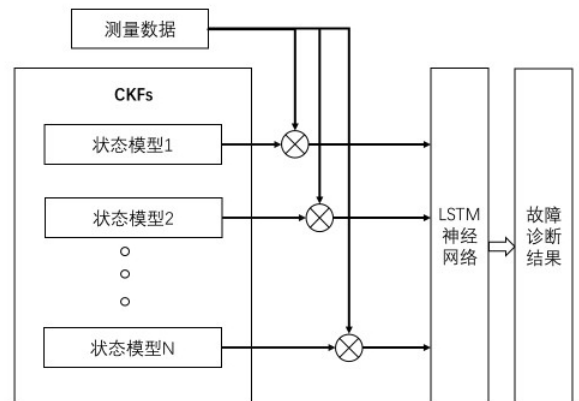 测量数据
CKFs
状态模型1
状态模型2
状态模型N
LSTM
神经
网络
故障
诊断
结果